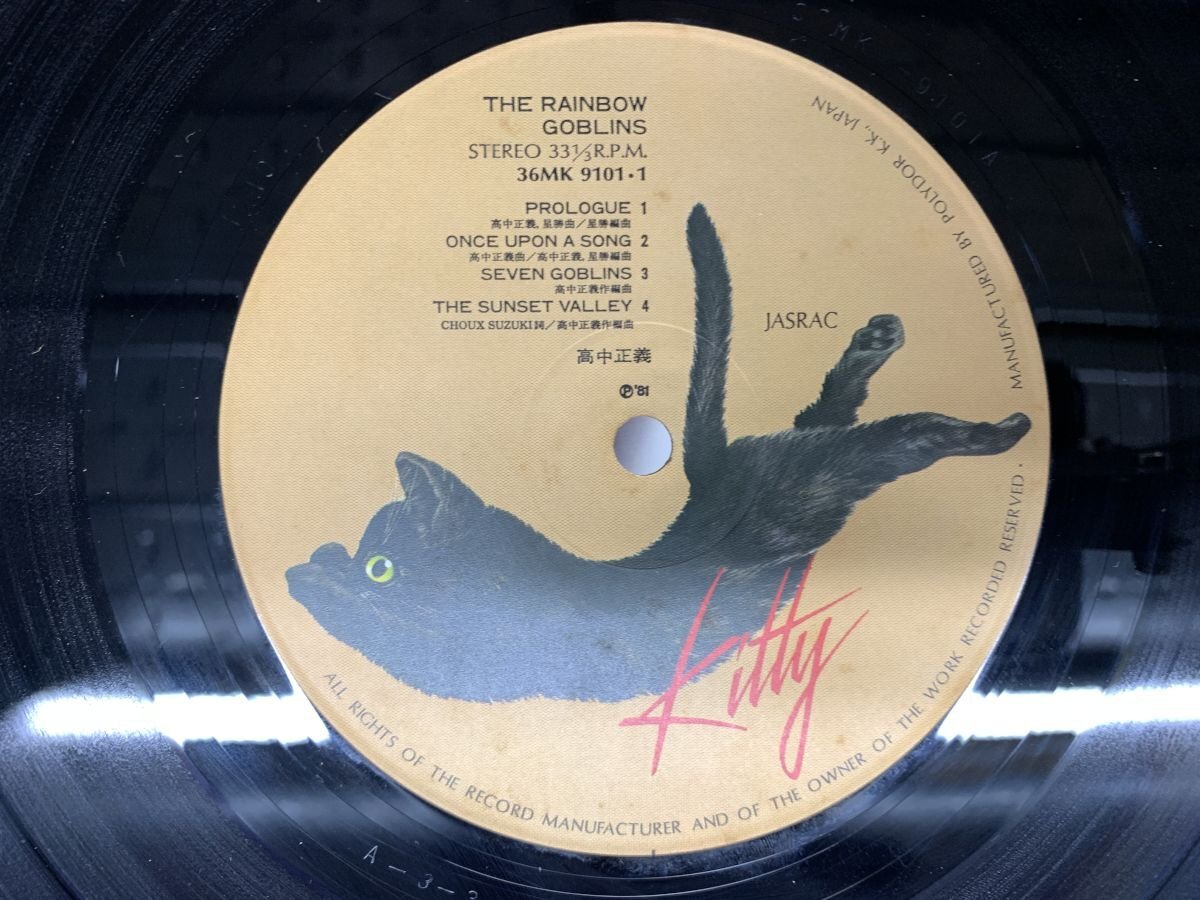 THE RAINBOW
GOBLINS
STEREO 33⅓R.P.M.
36MK 9101·1
PROLOGUE 1
高中正義, 星勝曲／星勝編曲
ONCE UPON A SONG 2
高中正義曲／高中正義, 星勝編曲
SEVEN GOBLINS 3
高中正義作編曲
THE SUNSET VALLEY 4
CHOUX SUZUKI詞／高中正義作編曲
高中正義
Ⓟ'81
JASRAC
Kitty
ALL RIGHTS OF THE RECORD MANUFACTURER AND OF THE OWNER OF THE WORK RECORDED RESERVED · MANUFACTURED BY POLYDOR K.K., JAPAN
A-3-3